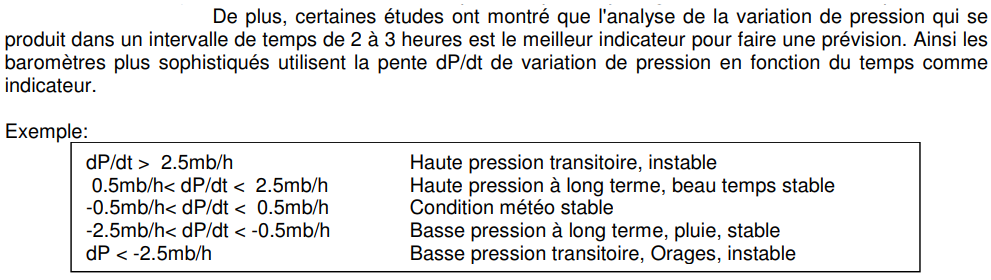 De plus, certaines études ont montré que l'analyse de la variation de pression qui se
produit dans un intervalle de temps de 2 à 3 heures est le meilleur indicateur pour faire une prévision. Ainsi les
baromètres plus sophistiqués utilisent la pente dP/dt de variation de pression en fonction du temps comme
indicateur.
Exemple:
dP/dt > 2.5mb/h Haute pression transitoire, instable
0.5mb/h< dP/dt < 2.5mb/h Haute pression à long terme, beau temps stable
-0.5mb/h< dP/dt < 0.5mb/h Condition météo stable
-2.5mb/h< dP/dt < -0.5mb/h Basse pression à long terme, pluie, stable
dP < -2.5mb/h Basse pression transitoire, Orages, instable